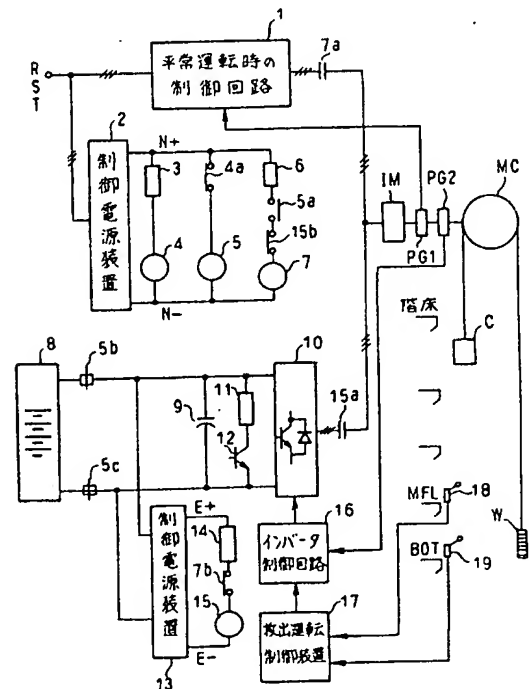 1
平常運転時の
制御回路
7a
R
S
T
2
N+
制御電源装置
3
4a
6
5a
15b
4
5
7
N-
IM
PG2
MC
PG1
階床
C
8
5b
5c
9
11
12
10
15a
MFL
18
BOT
19
W
E+
制御電源装置
14
7b
15
E-
13
16
インバータ
制御回路
17
救出運転
制御装置